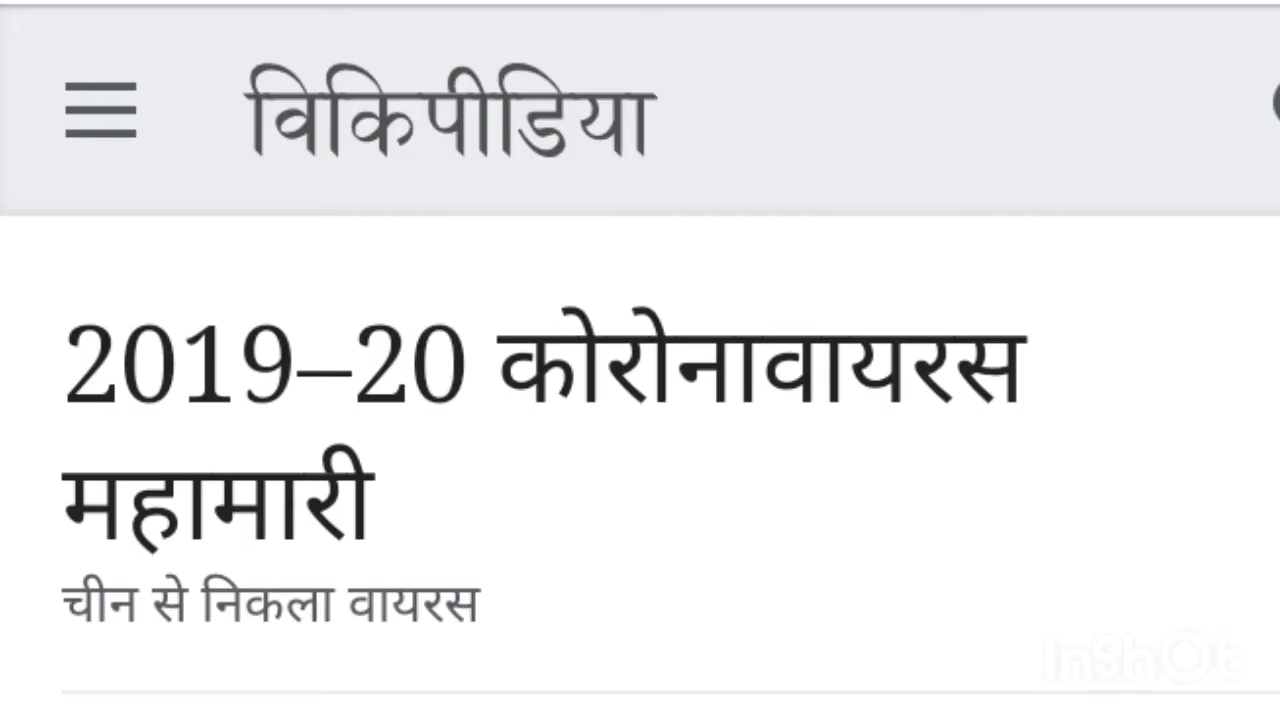 विकिपीडिया
2019–20 कोरोनावायरस
महामारी
चीन से निकला वायरस
InShOt